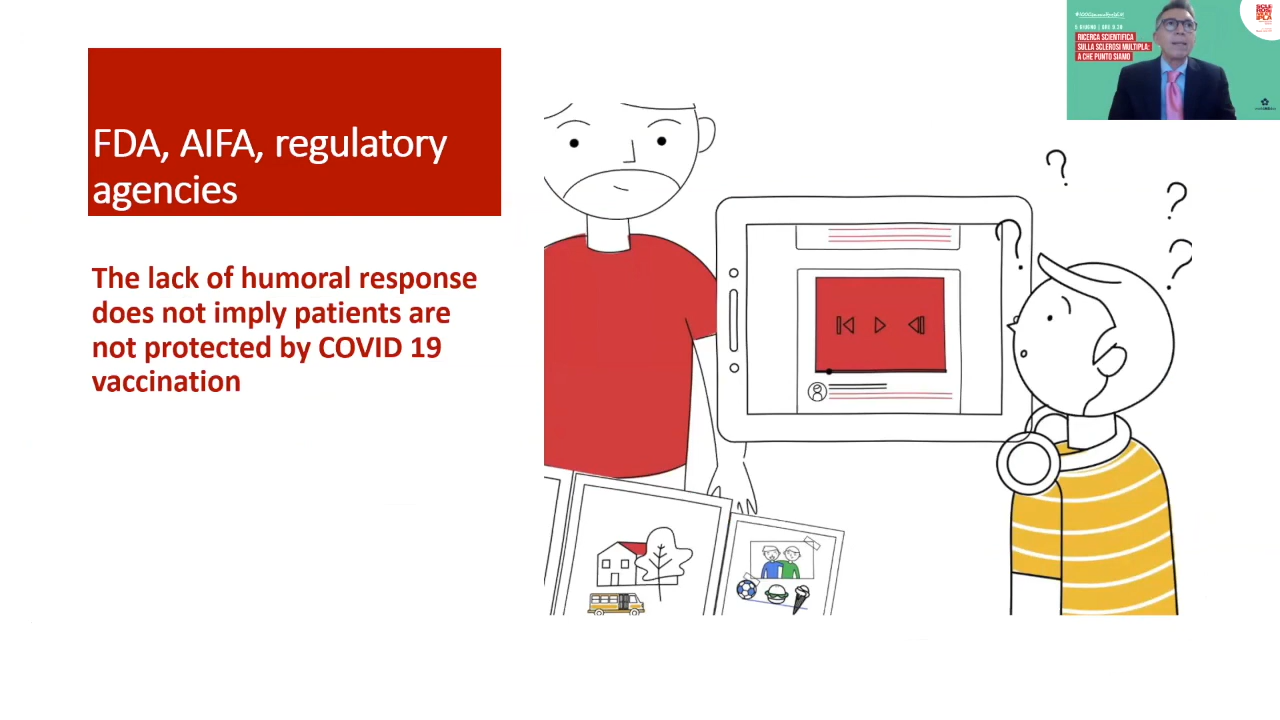 FDA, AIFA, regulatory
agencies
The lack of humoral response
does not imply patients are
not protected by COVID 19
vaccination
RICERCA SCIENTIFICA
SULLA SCLEROSI MULTIPLA:
A CHE PUNTO SIAMO